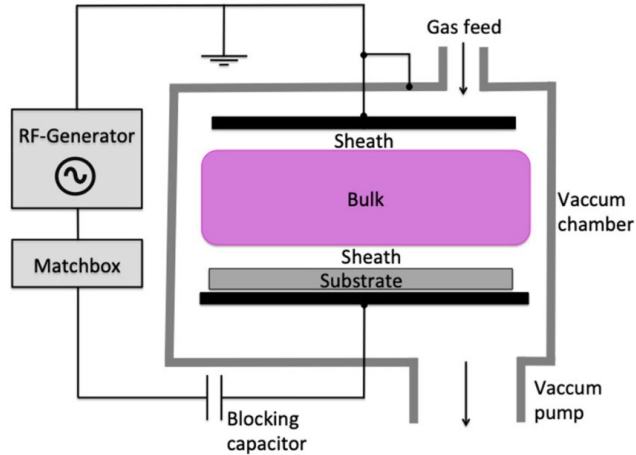 Gas feed
RF-Generator
Sheath
Bulk
Vaccum
chamber
Sheath
Matchbox
Substrate
Blocking
capacitor
Vaccum
pump